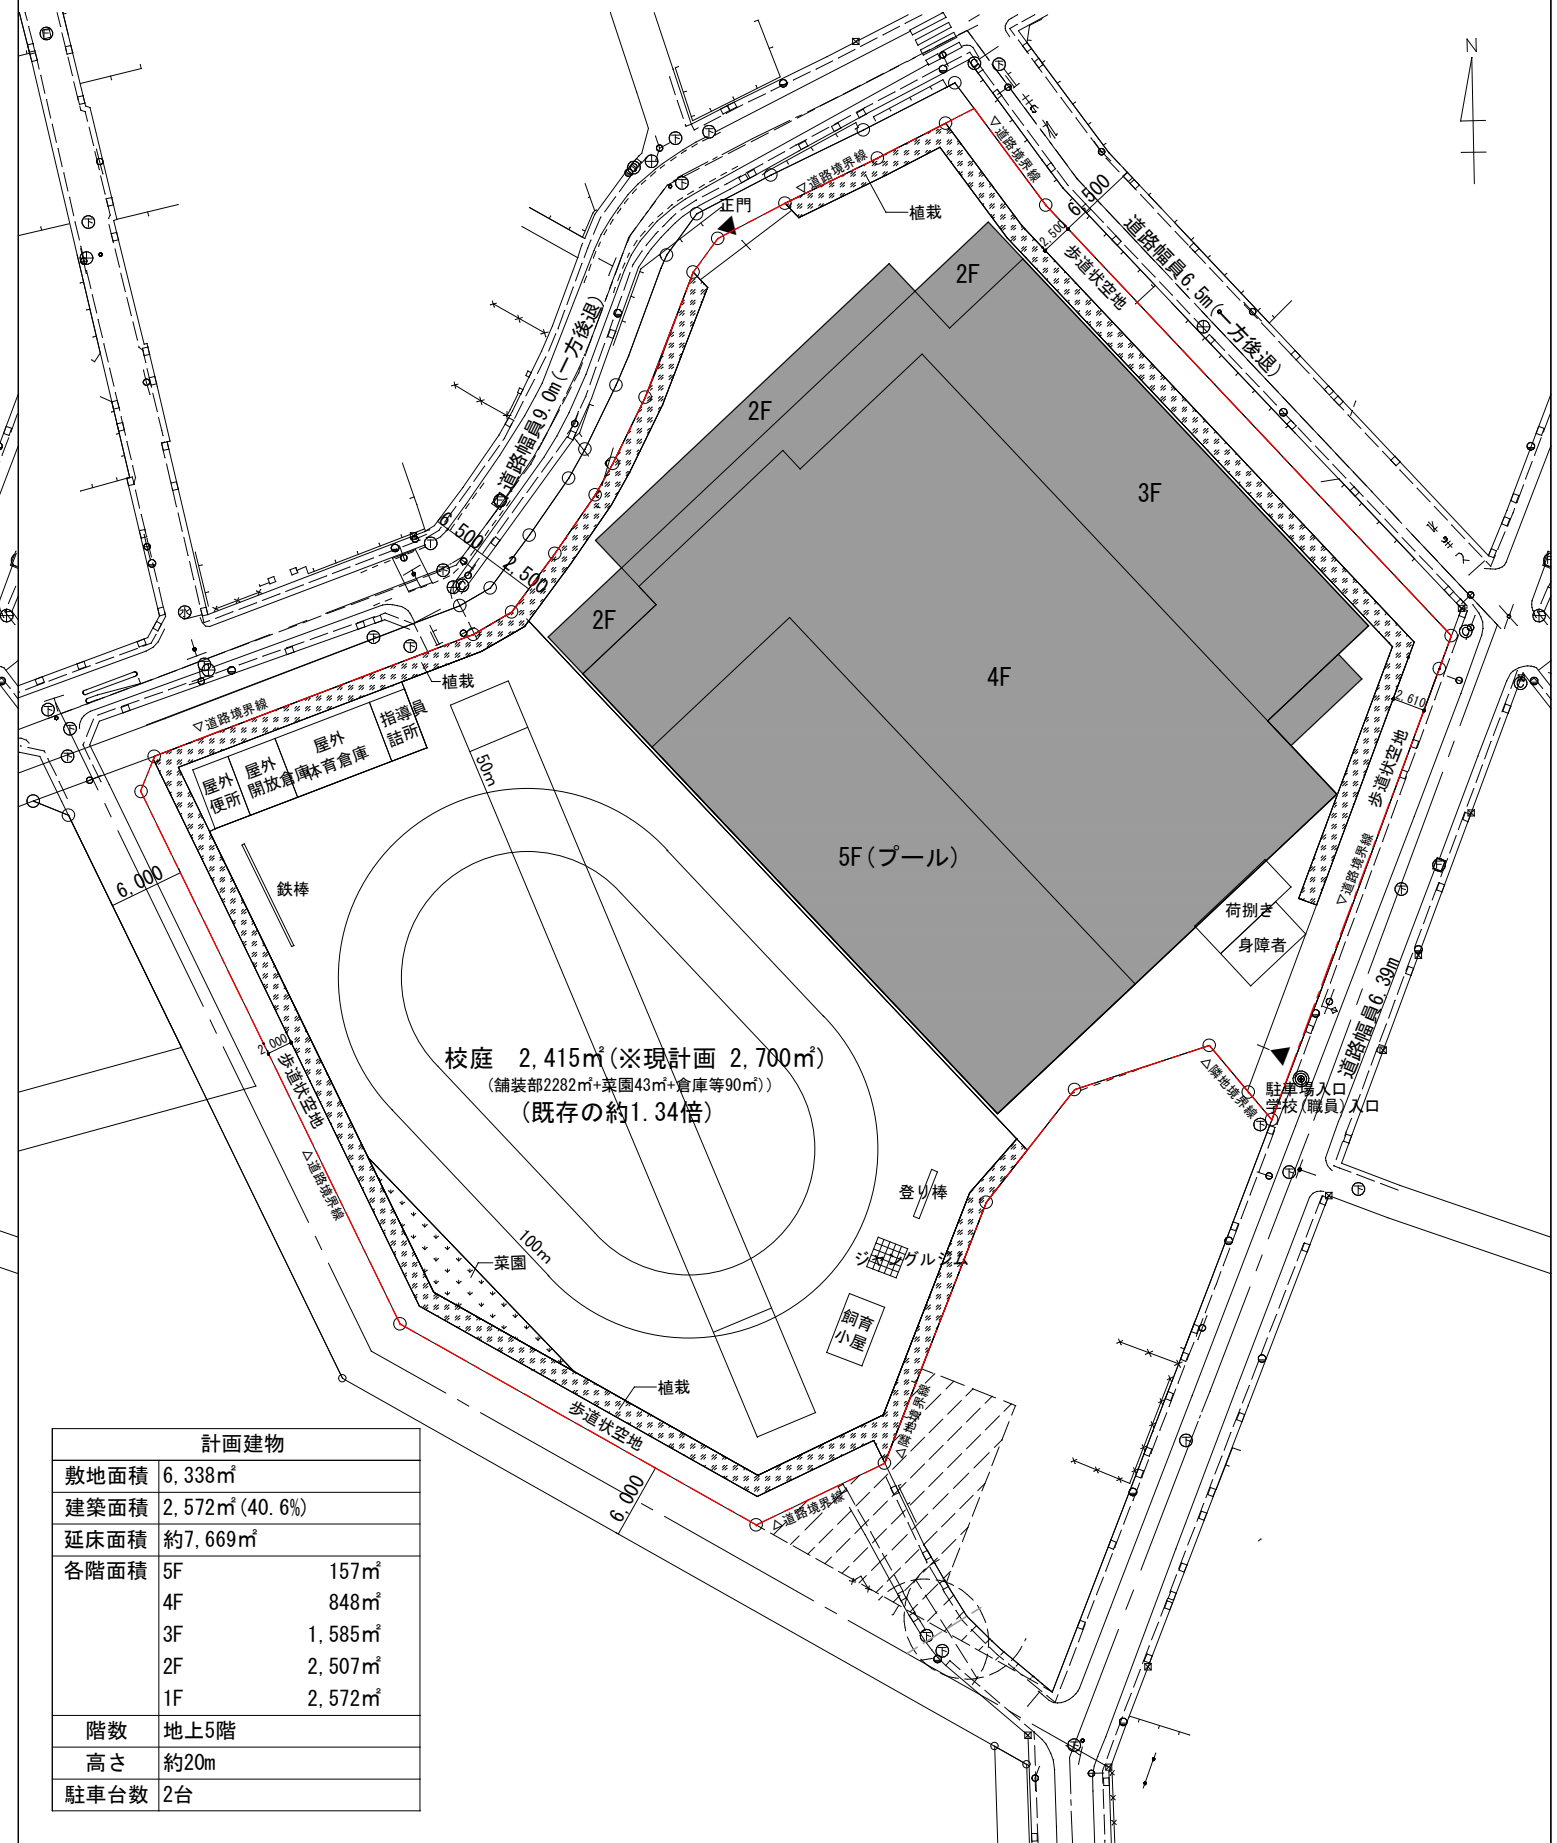 N
▽道路境界線
▽道路境界線
正門
植栽
6,500
2,500
歩道状空地
道路幅員6.5m(一方後退)
2F
2F
道路幅員9.0m(一方後退)
3F
6,500
2,500
2F
4F
植栽
▽道路境界線
2,610
歩道状空地
屋外
便所
屋外
開放倉庫
屋外
体育倉庫
指導員
詰所
50m
5F(プール)
▽道路境界線
6,000
鉄棒
荷捌き
身障者
道路幅員6.39m
2,000
歩道状空地
校庭 2,415㎡(※現計画 2,700㎡)
(舗装部2282㎡+菜園43㎡+倉庫等90㎡))
(既存の約1.34倍)
△隣地境界線
駐車場入口
学校(職員)入口
△道路境界線
登り棒
100m
菜園
ジャングルジム
飼育
小屋
植栽
歩道状空地
△隣地境界線
6,000
△道路境界線
計画建物
敷地面積 6,338㎡
建築面積 2,572㎡(40.6%)
延床面積 約7,669㎡
各階面積 5F 157㎡
4F 848㎡
3F 1,585㎡
2F 2,507㎡
1F 2,572㎡
階数 地上5階
高さ 約20m
駐車台数 2台